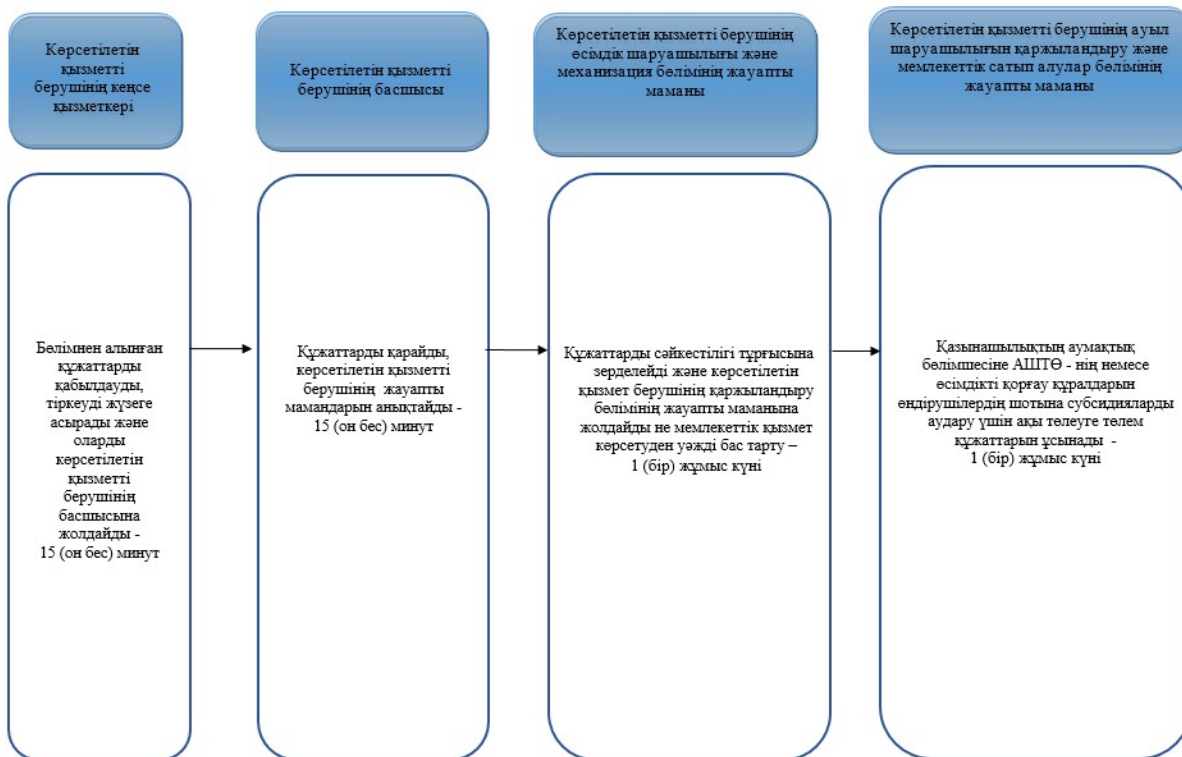 Көрсетілетін
қызметті
берушінің кеңсе
қызметкері
Көрсетілетін қызметті
берушінің басшысы
Көрсетілетін қызметті берушінің
өсімдік шаруашылығы және
механизация бөлімінің жауапты
маманы
Көрсетілетін қызметті берушінің ауыл
шаруашылығын қаржыландыру және
мемлекеттік сатып алулар бөлімінің
жауапты маманы
Бөлімнен алынған
құжаттарды
қабылдауды,
тіркеуді жүзеге
асырады және
оларды
көрсетілетін
қызметті
берушінің
басшысына
жолдайды -
15 (он бес) минут
Құжаттарды қарайды,
көрсетілетін қызметті
берушінің жауапты
мамандарын анықтайды -
15 (он бес) минут
Құжаттарды сәйкестілігі тұрғысына
зерделейді және көрсетілетін
қызмет берушінің қаржыландыру
бөлімінің жауапты маманына
жолдайды не мемлекеттік қызмет
көрсетуден уәжді бас тарту –
1 (бір) жұмыс күні
Қазынашылықтың аумақтық
бөлімшесіне АШТӨ - нің немесе
өсімдікті қорғау құралдарын
өндірушілердің шотына субсидияларды
аудару үшін ақы төлеуге төлем
құжаттарын ұсынады -
1 (бір) жұмыс күні